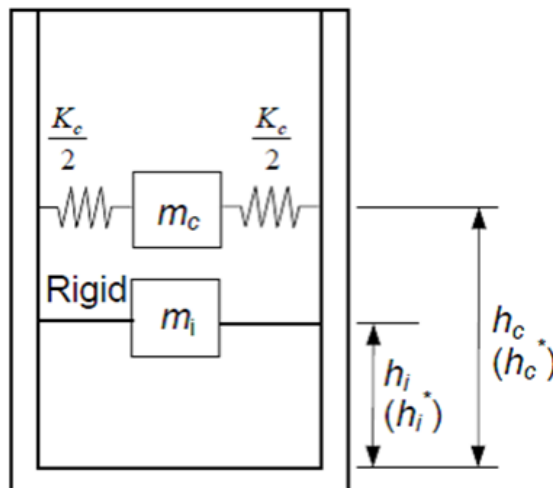 K_c/2 K_c/2
m_c
Rigid
m_i
h_c
(h_c*)
h_i
(h_i*)